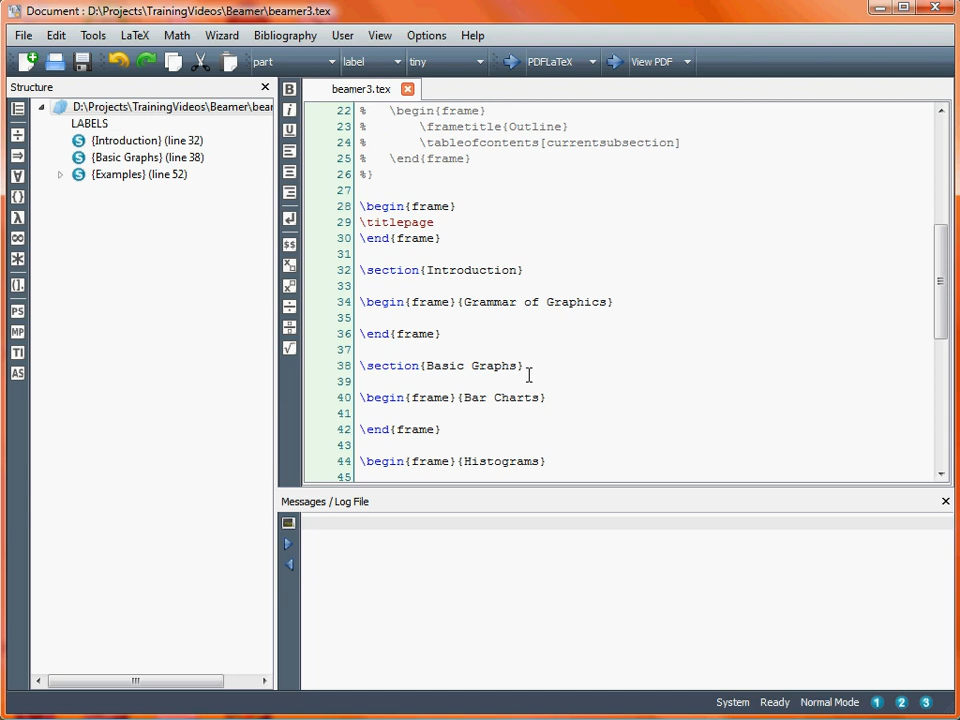 Document : D:\Projects\TrainingVideos\Beamer\beamer3.tex
File Edit Tools LaTeX Math Wizard Bibliography User View Options Help
part label tiny PDFLaTeX View PDF
Structure
beamer3.tex
D:\Projects\TrainingVideos\Beamer\bear
LABELS
{Introduction} (line 32)
{Basic Graphs} (line 38)
{Examples} (line 52)
22 % \begin{frame}
23 % \frametitle{Outline}
24 % \tableofcontents[currentsubsection]
25 % \end{frame}
26 %}
27
28 \begin{frame}
29 \titlepage
30 \end{frame}
31
32 \section{Introduction}
33
34 \begin{frame}{Grammar of Graphics}
35
36 \end{frame}
37
38 \section{Basic Graphs}
39
40 \begin{frame}{Bar Charts}
41
42 \end{frame}
43
44 \begin{frame}{Histograms}
45
PS
MP
TI
AS
Messages / Log File
System Ready Normal Mode 1 2 3